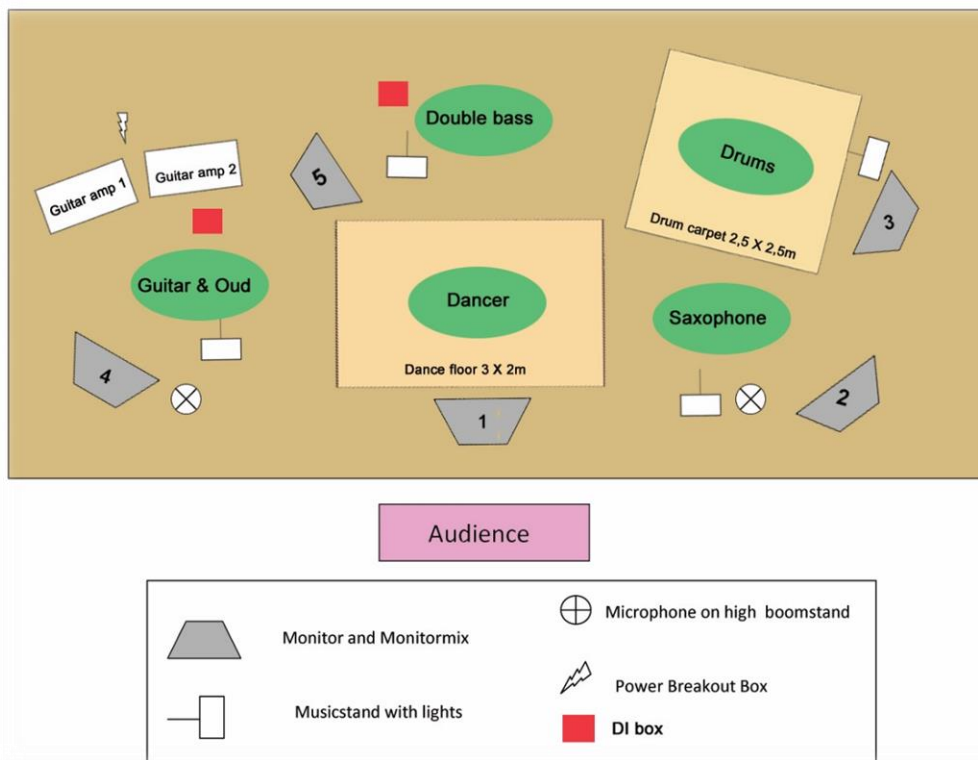 Double bass
Drums
Guitar amp 1
Guitar amp 2
5
Drum carpet 2,5 X 2,5m
3
Guitar & Oud
Dancer
Saxophone
Dance floor 3 X 2m
4
1
2
Audience
Monitor and Monitormix
Microphone on high boomstand
Musicstand with lights
Power Breakout Box
DI box